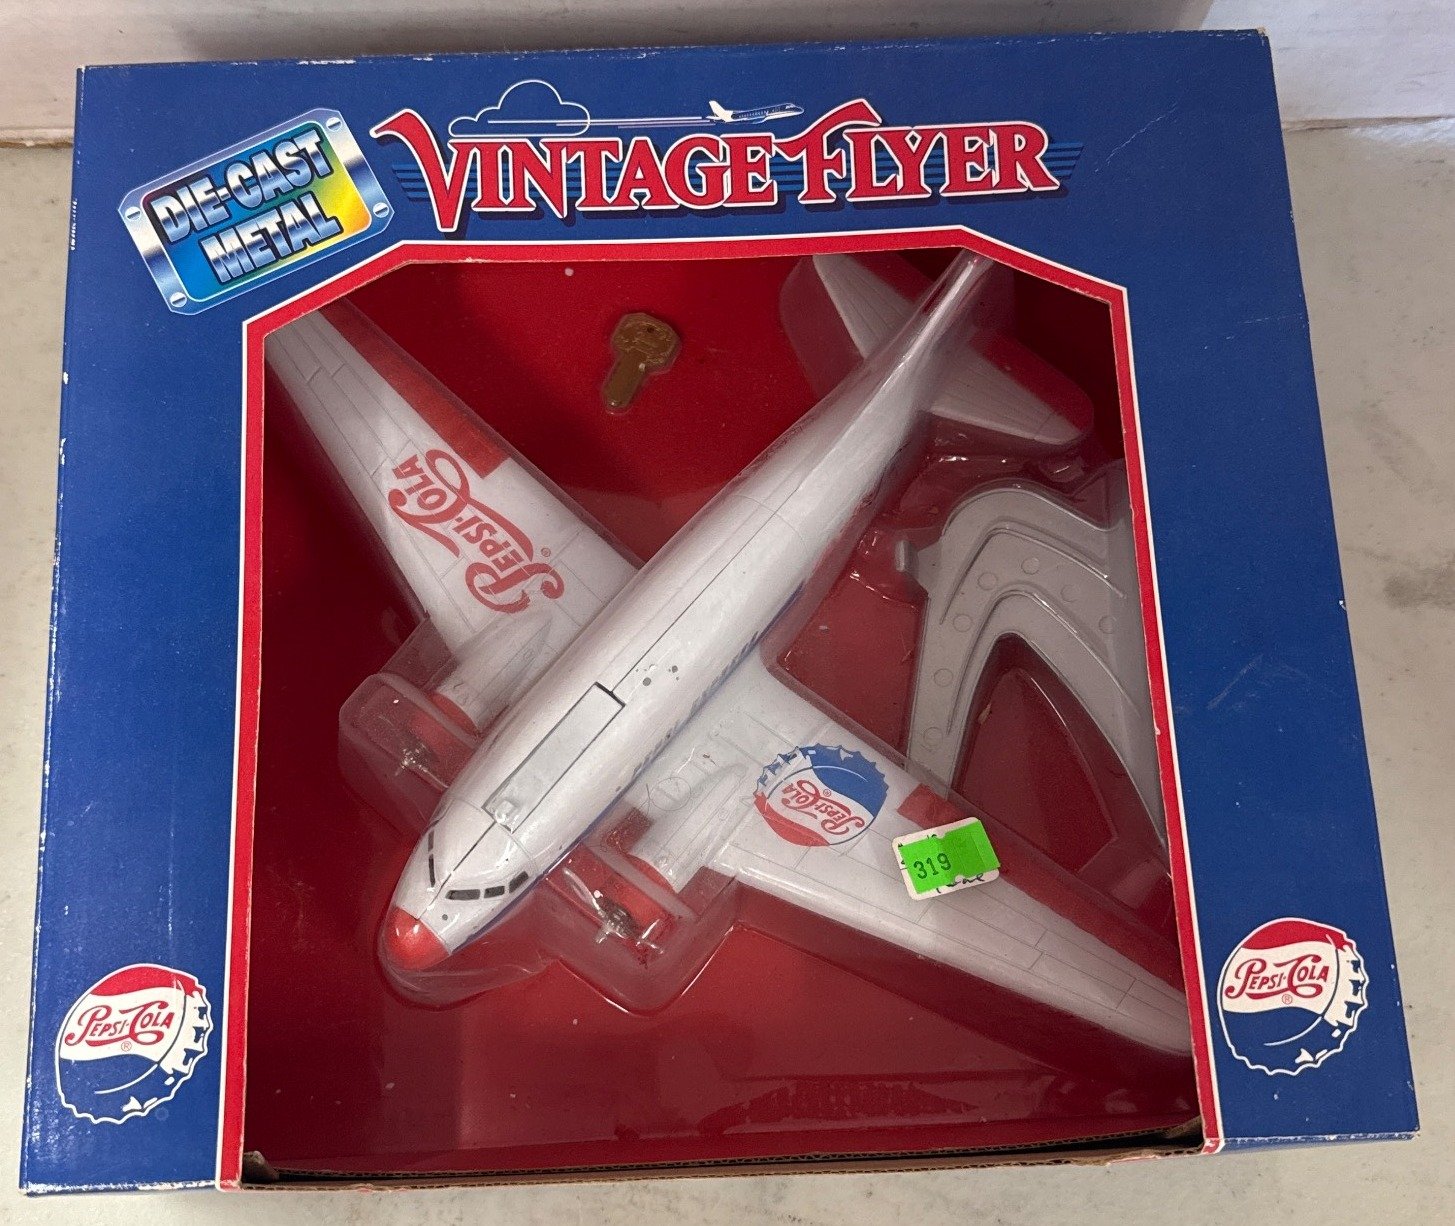 DIE-CAST
METAL
VINTAGE FLYER
PEPSI·COLA
®
PEPSI·COLA
®
319
PEPSI·COLA
®
PEPSI·COLA
®